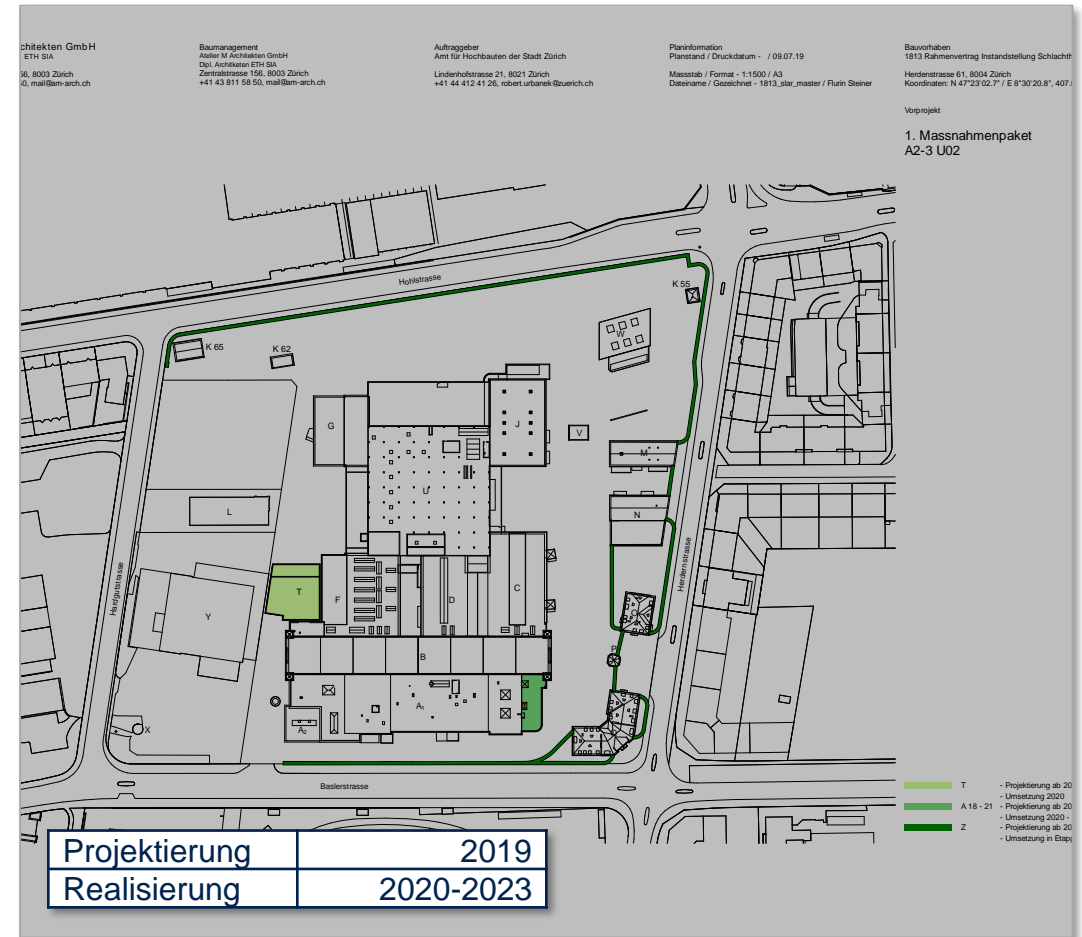 chitekten GmbH
ETH SIA
56, 8003 Zürich
50, mail@am-arch.ch
Baumanagement
Atelier M Architekten GmbH
Dipl. Architketen ETH SIA
Zentralstrasse 156, 8003 Zürich
+41 43 811 58 50, mail@am-arch.ch
Auftraggeber
Amt für Hochbauten der Stadt Zürich
Lindenhofstrasse 21, 8021 Zürich
+41 44 412 41 26, robert.urbanek@zuerich.ch
Planinformation
Planstand / Druckdatum - / 09.07.19
Massstab / Format - 1:1500 / A3
Dateiname / Gezeichnet - 1813_slar_master / Flurin Steiner
Bauvorhaben
1813 Rahmenvertrag Instandstellung Schlachth
Herdenstrasse 61, 8004 Zürich
Koordinaten: N 47°23'02.7" / E 8°30'20.8", 407.
Vorprojekt
1. Massnahmenpaket
A2-3 U02
Hohlstrasse
K 55
K 65
K 62
W
G
J
V
M
U
L
N
Herdernstrasse
Hardgutstrasse
T
F
D
C
Y
O
B
P
A1
A2
X
Baslerstrasse
T - Projektierung ab 20
- Umsetzung 2020
A 18 - 21 - Projektierung ab 20
- Umsetzung 2020 -
Z - Projektierung ab 20
- Umsetzung in Etapp
Projektierung 2019
Realisierung 2020-2023